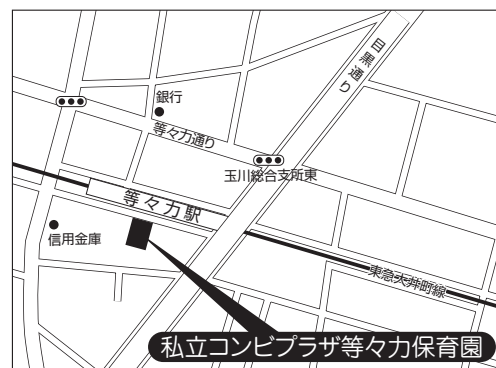 目黒通り
銀行
等々力通り
玉川総合支所東
等々力駅
信用金庫
東急大井町線
私立コンビプラザ等々力保育園